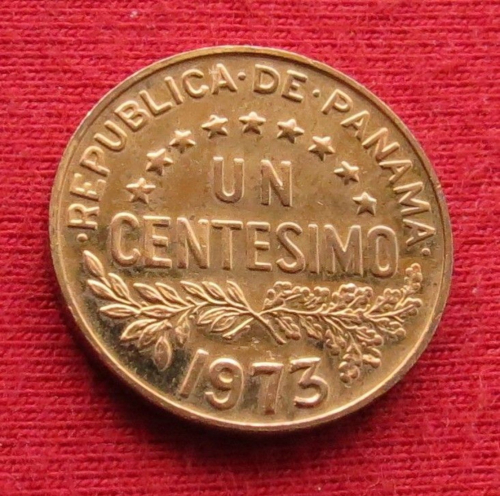 ·REPUBLICA·DE·PANAMA·
UN
CENTESIMO
1973